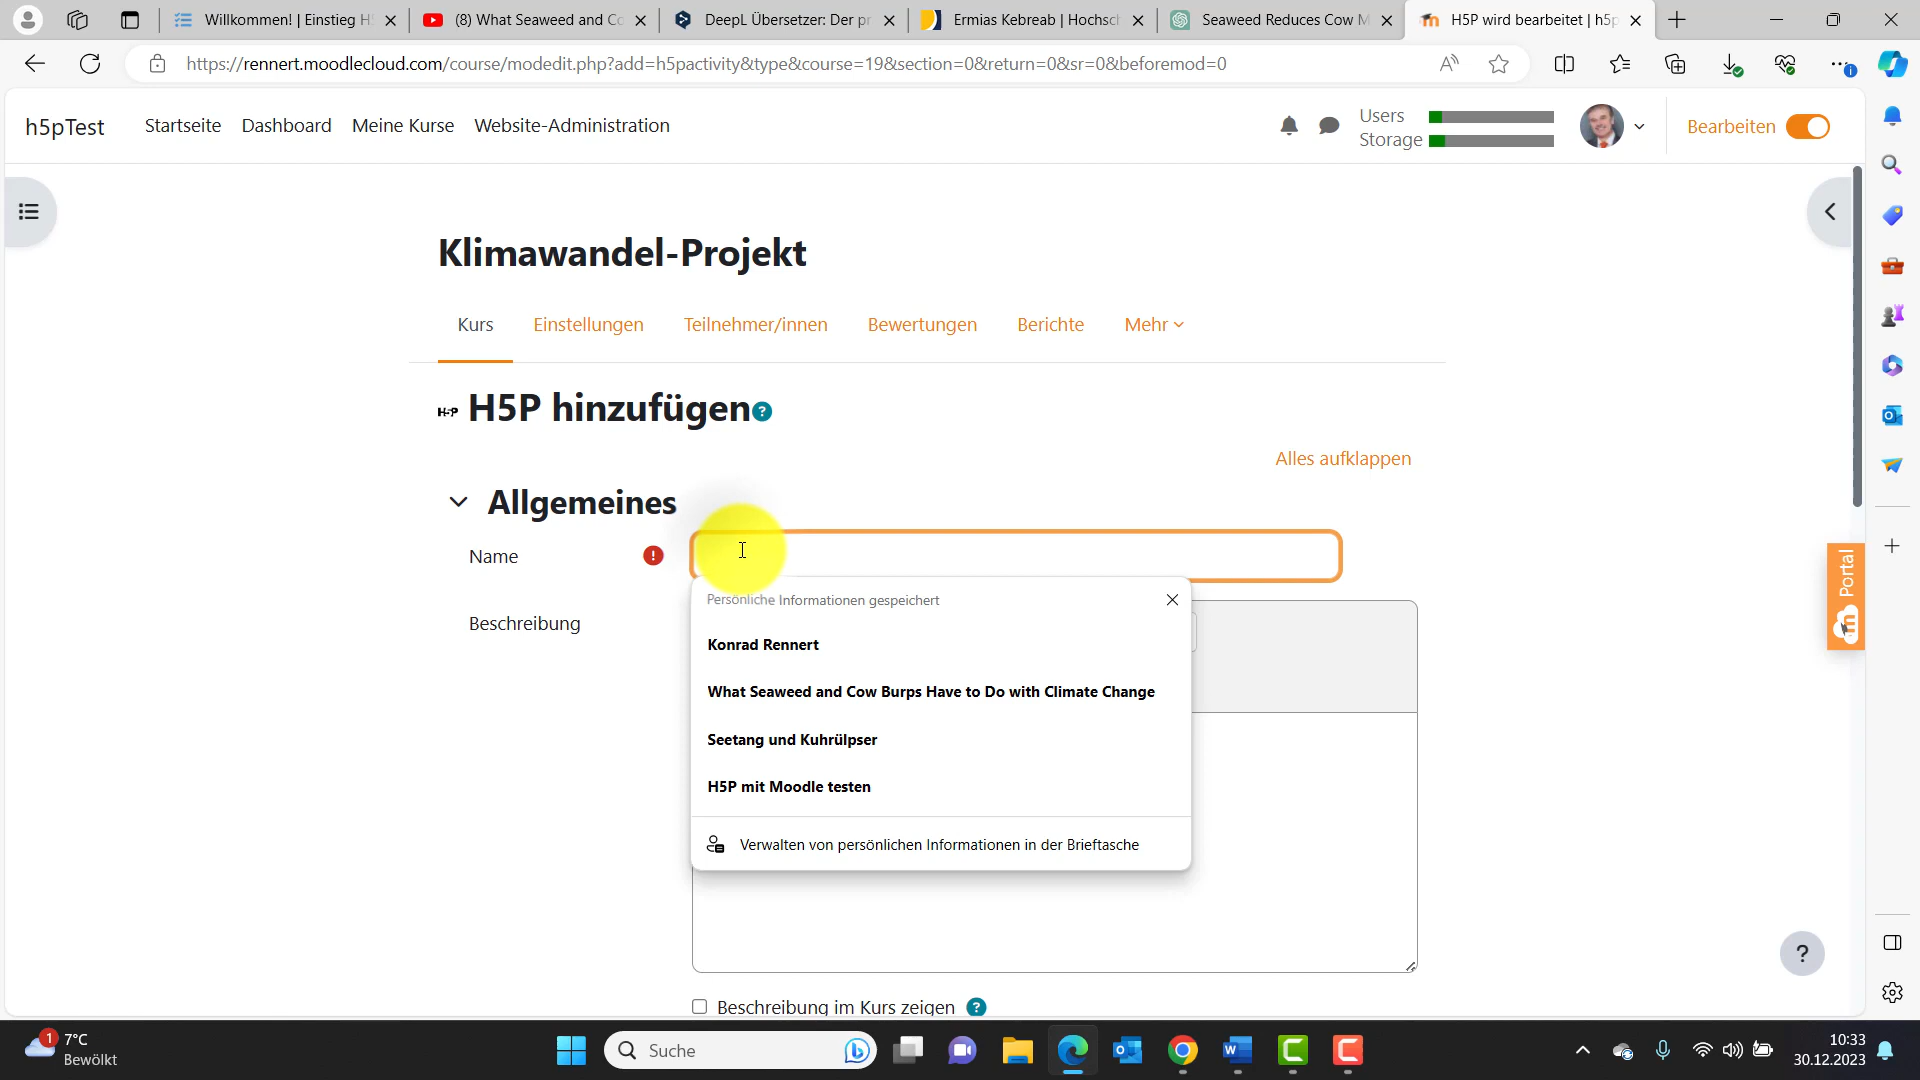 Willkommen! | Einstieg H5
(8) What Seaweed and Co
DeepL Übersetzer: Der pr
Ermias Kebreab | Hochsch
Seaweed Reduces Cow M
H5P wird bearbeitet | h5p
https://rennert.moodlecloud.com/course/modedit.php?add=h5pactivity&type&course=19&section=0&return=0&sr=0&beforemod=0
h5pTest
Startseite
Dashboard
Meine Kurse
Website-Administration
Users
Storage
Bearbeiten
Klimawandel-Projekt
Kurs
Einstellungen
Teilnehmer/innen
Bewertungen
Berichte
Mehr
H5P H5P hinzufügen ?
Alles aufklappen
Allgemeines
Name
Portal
Persönliche Informationen gespeichert
Beschreibung
Konrad Rennert
What Seaweed and Cow Burps Have to Do with Climate Change
Seetang und Kuhrülpser
H5P mit Moodle testen
Verwalten von persönlichen Informationen in der Brieftasche
?
Beschreibung im Kurs zeigen ?
1
7°C
Bewölkt
Suche
10:33
30.12.2023